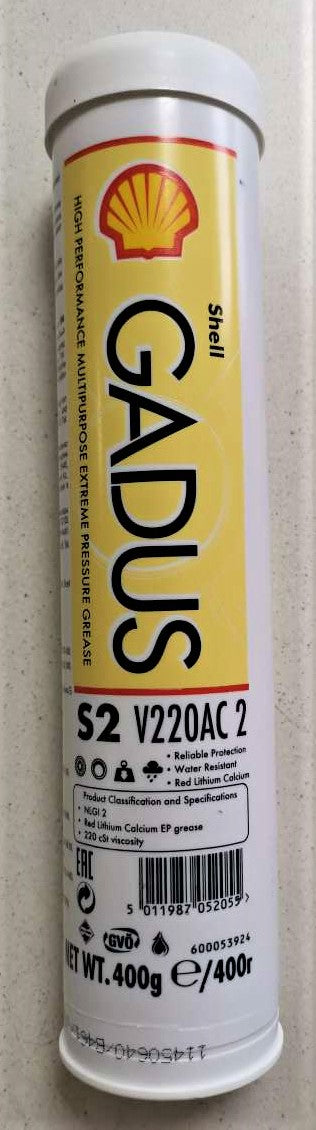 Shell
GADUS
HIGH PERFORMANCE MULTIPURPOSE EXTREME PRESSURE GREASE
S2 V220AC 2
• Reliable Protection
• Water Resistant
• Red Lithium Calcium
Product Classification and Specifications
• NLGI 2
• Red Lithium Calcium EP grease
• 220 cSt viscosity
EAC
5 011987 052055 >
GVÖ
600053924
NET WT. 400g e/400г